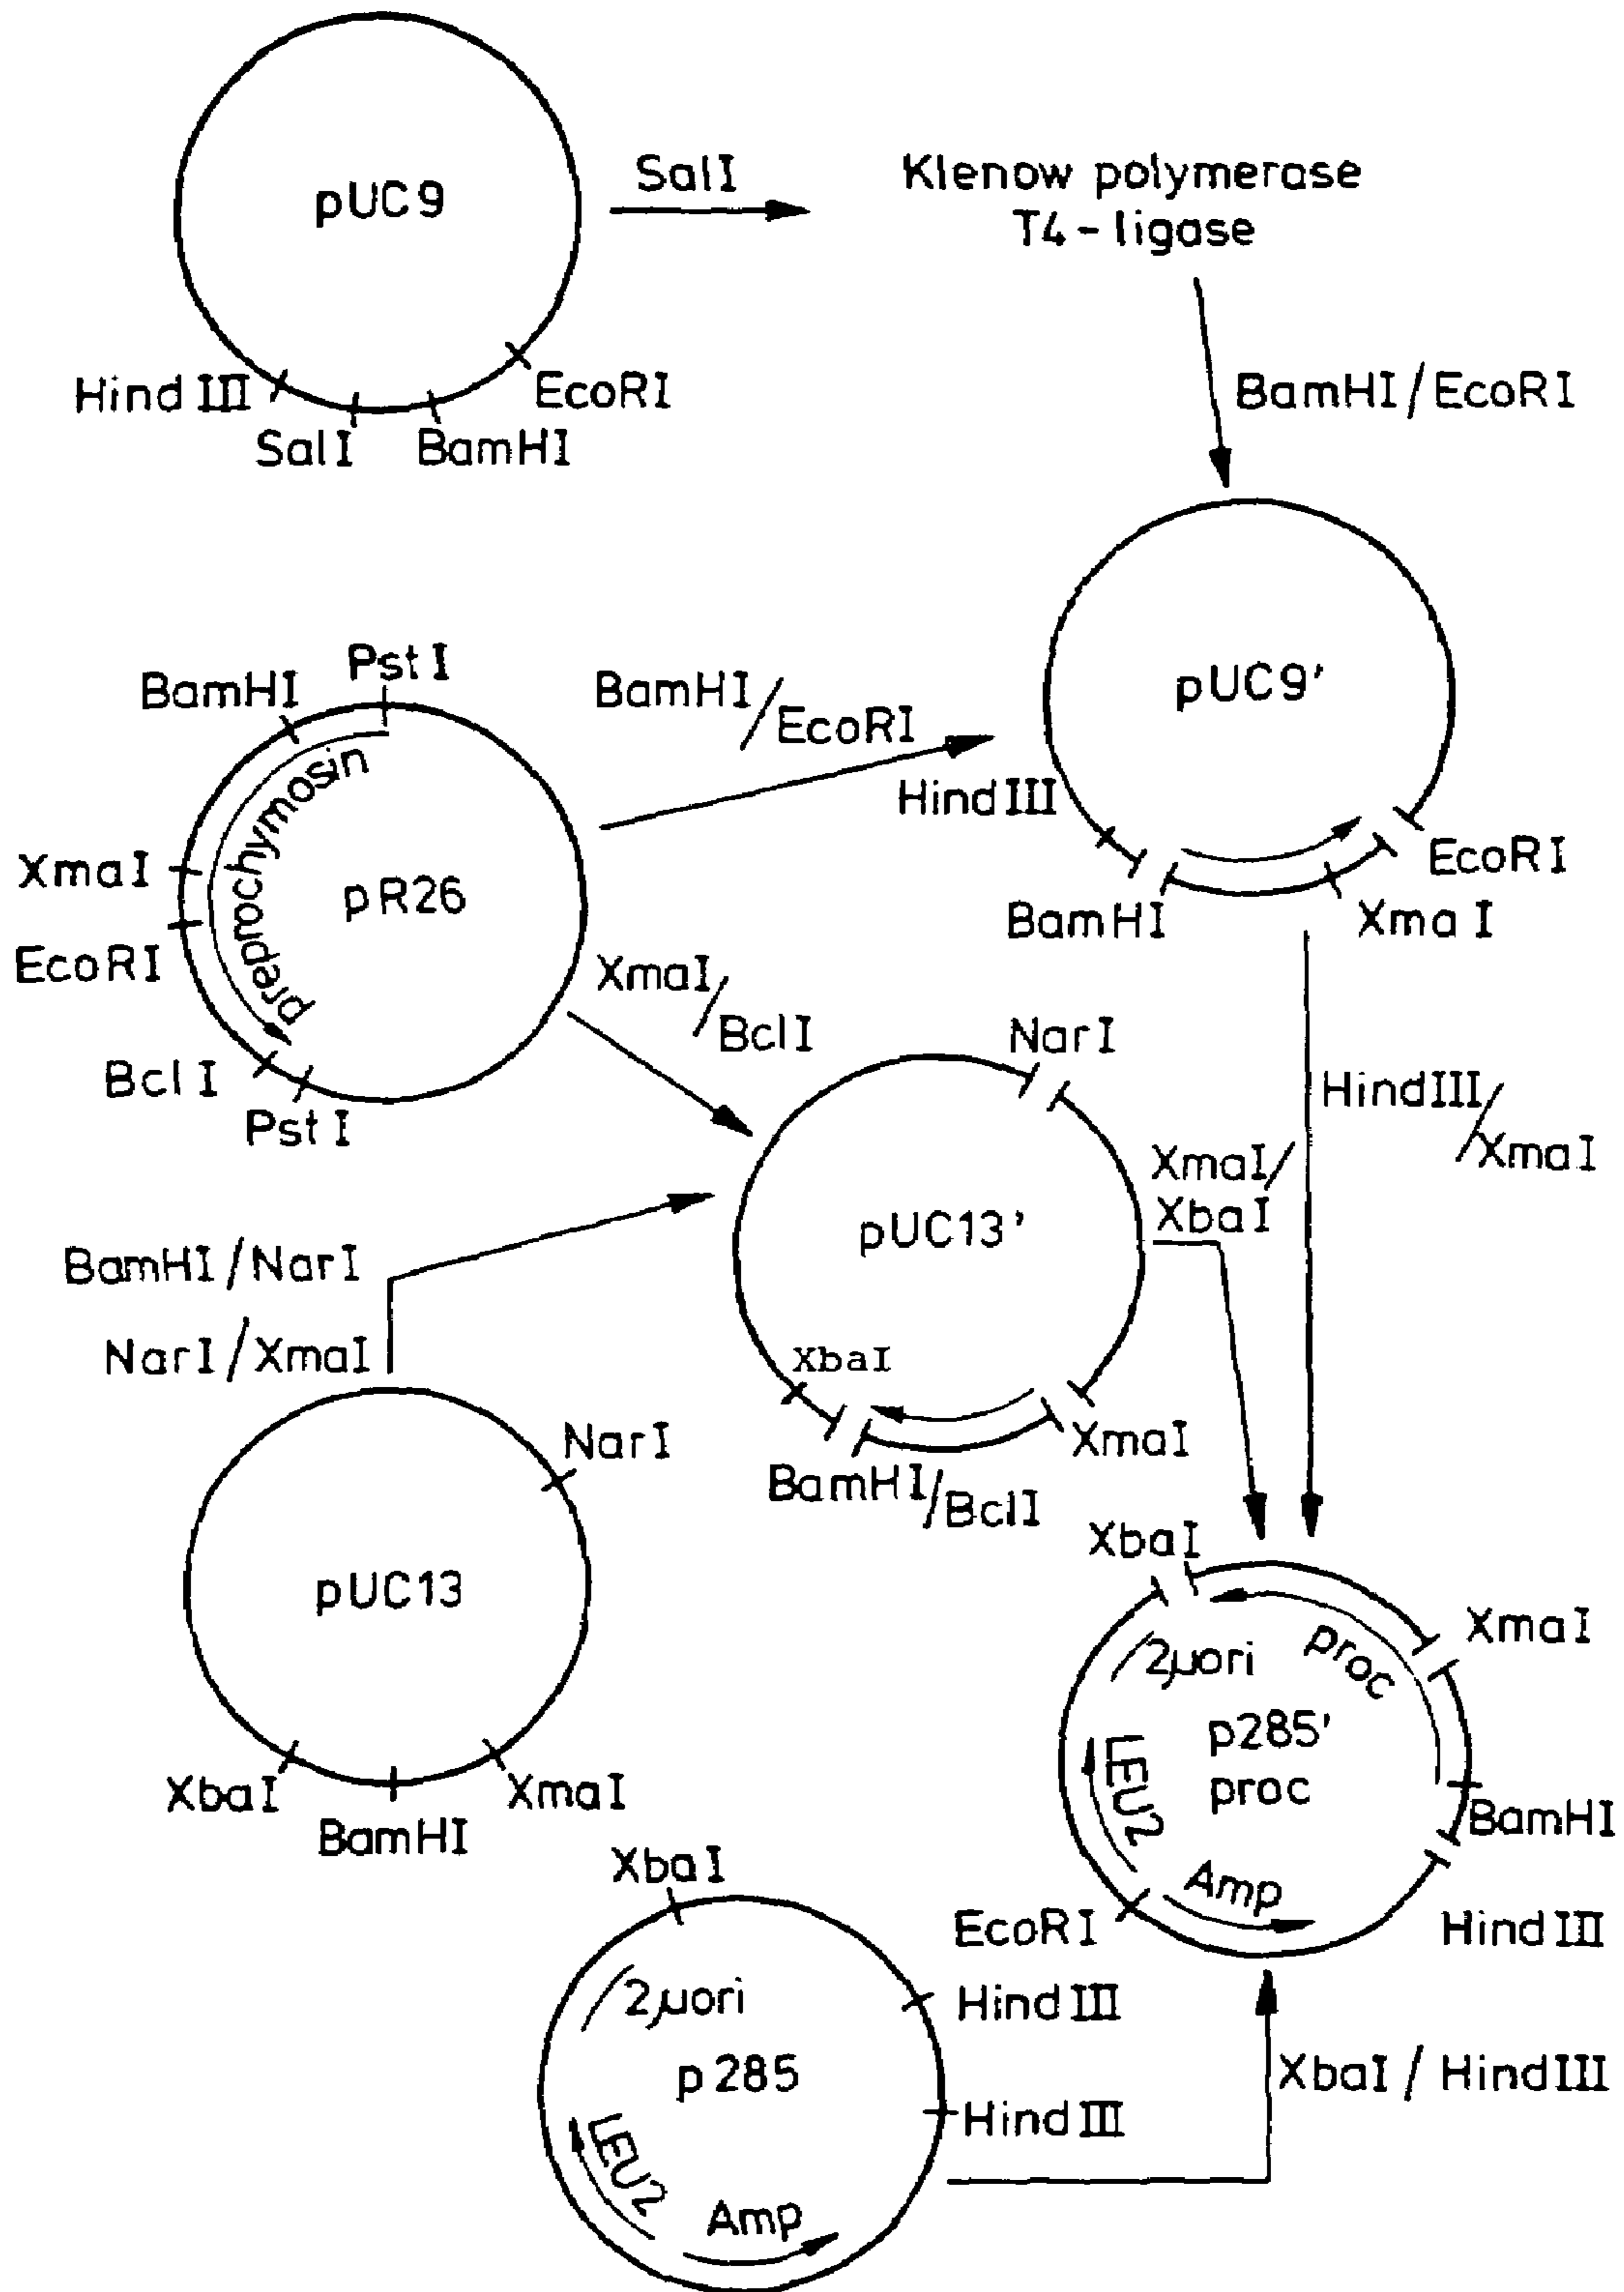 pUC9
SalI
Klenow polymerase
T4-ligase
Hind III
SalI
BamHI
EcoRI
BamHI/EcoRI
pUC9'
Hind III
BamHI
XmaI
EcoRI
BamHI
PstI
BamHI/EcoRI
XmaI
EcoRI
BclI
PstI
preprochymosin
pR26
XmaI/BclI
NarI
HindIII/XmaI
XmaI/
XbaI
pUC13'
BamHI/NarI
NarI/XmaI
XbaI
XmaI
BamHI/BclI
NarI
pUC13
XbaI
BamHI
XmaI
XbaI
XmaI
proc
2µori
p285'
proc
LEU2
BamHI
Amp
EcoRI
Hind III
XbaI
2µori
Hind III
p285
Hind III
XbaI / Hind III
LEU2
Amp